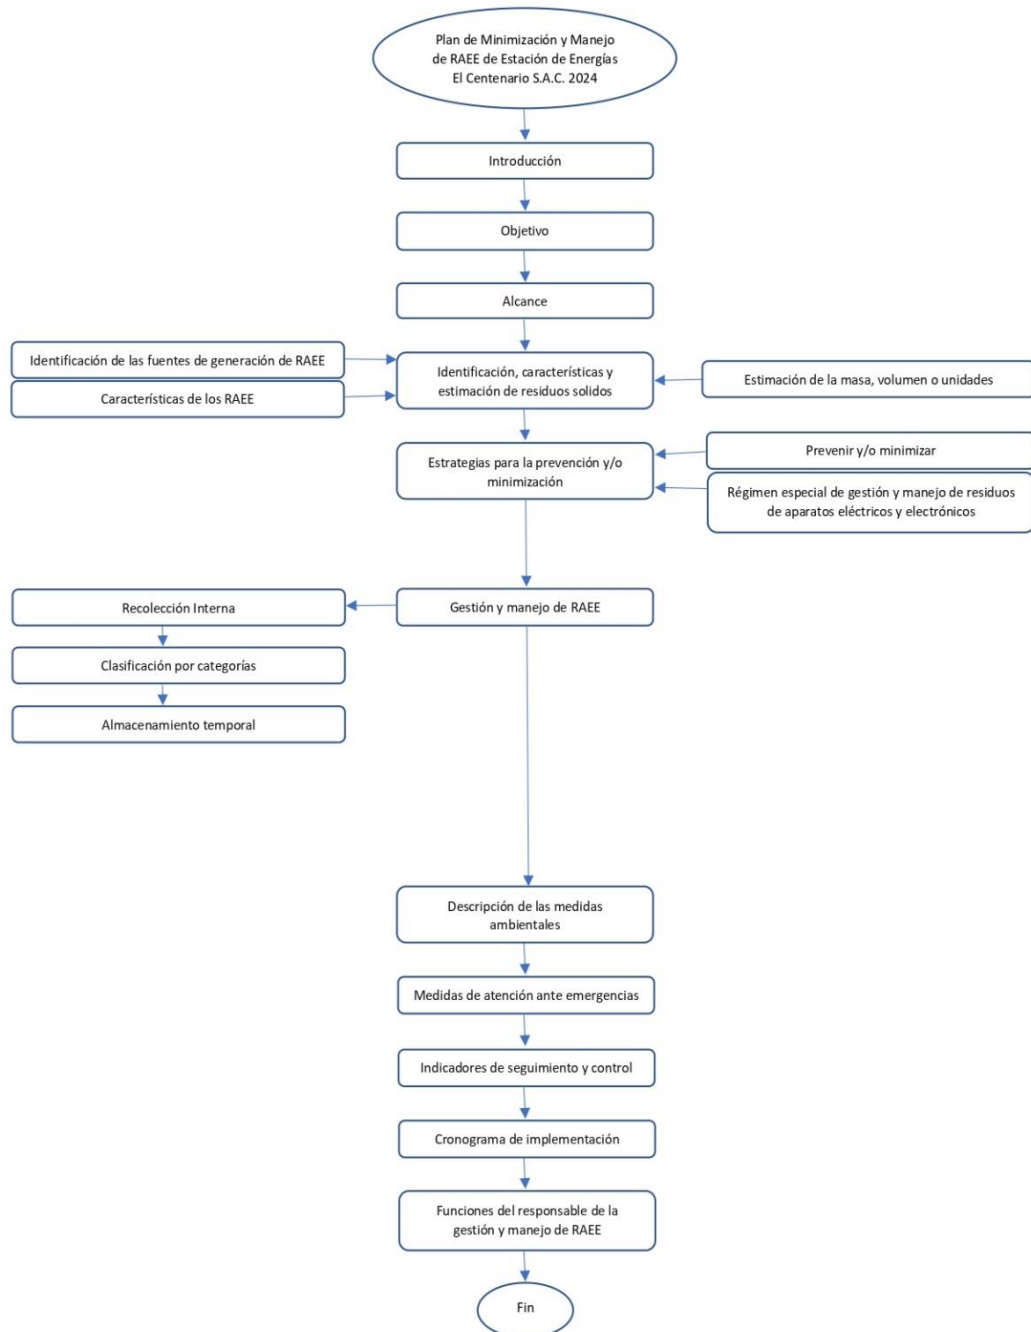 Plan de Minimización y Manejo
de RAEE de Estación de Energías
El Centenario S.A.C. 2024
Introducción
Objetivo
Alcance
Identificación de las fuentes de generación de RAEE
Características de los RAEE
Identificación, características y
estimación de residuos solidos
Estimación de la masa, volumen o unidades
Estrategias para la prevención y/o
minimización
Prevenir y/o minimizar
Régimen especial de gestión y manejo de residuos
de aparatos eléctricos y electrónicos
Gestión y manejo de RAEE
Recolección Interna
Clasificación por categorías
Almacenamiento temporal
Descripción de las medidas
ambientales
Medidas de atención ante emergencias
Indicadores de seguimiento y control
Cronograma de implementación
Funciones del responsable de la
gestión y manejo de RAEE
Fin